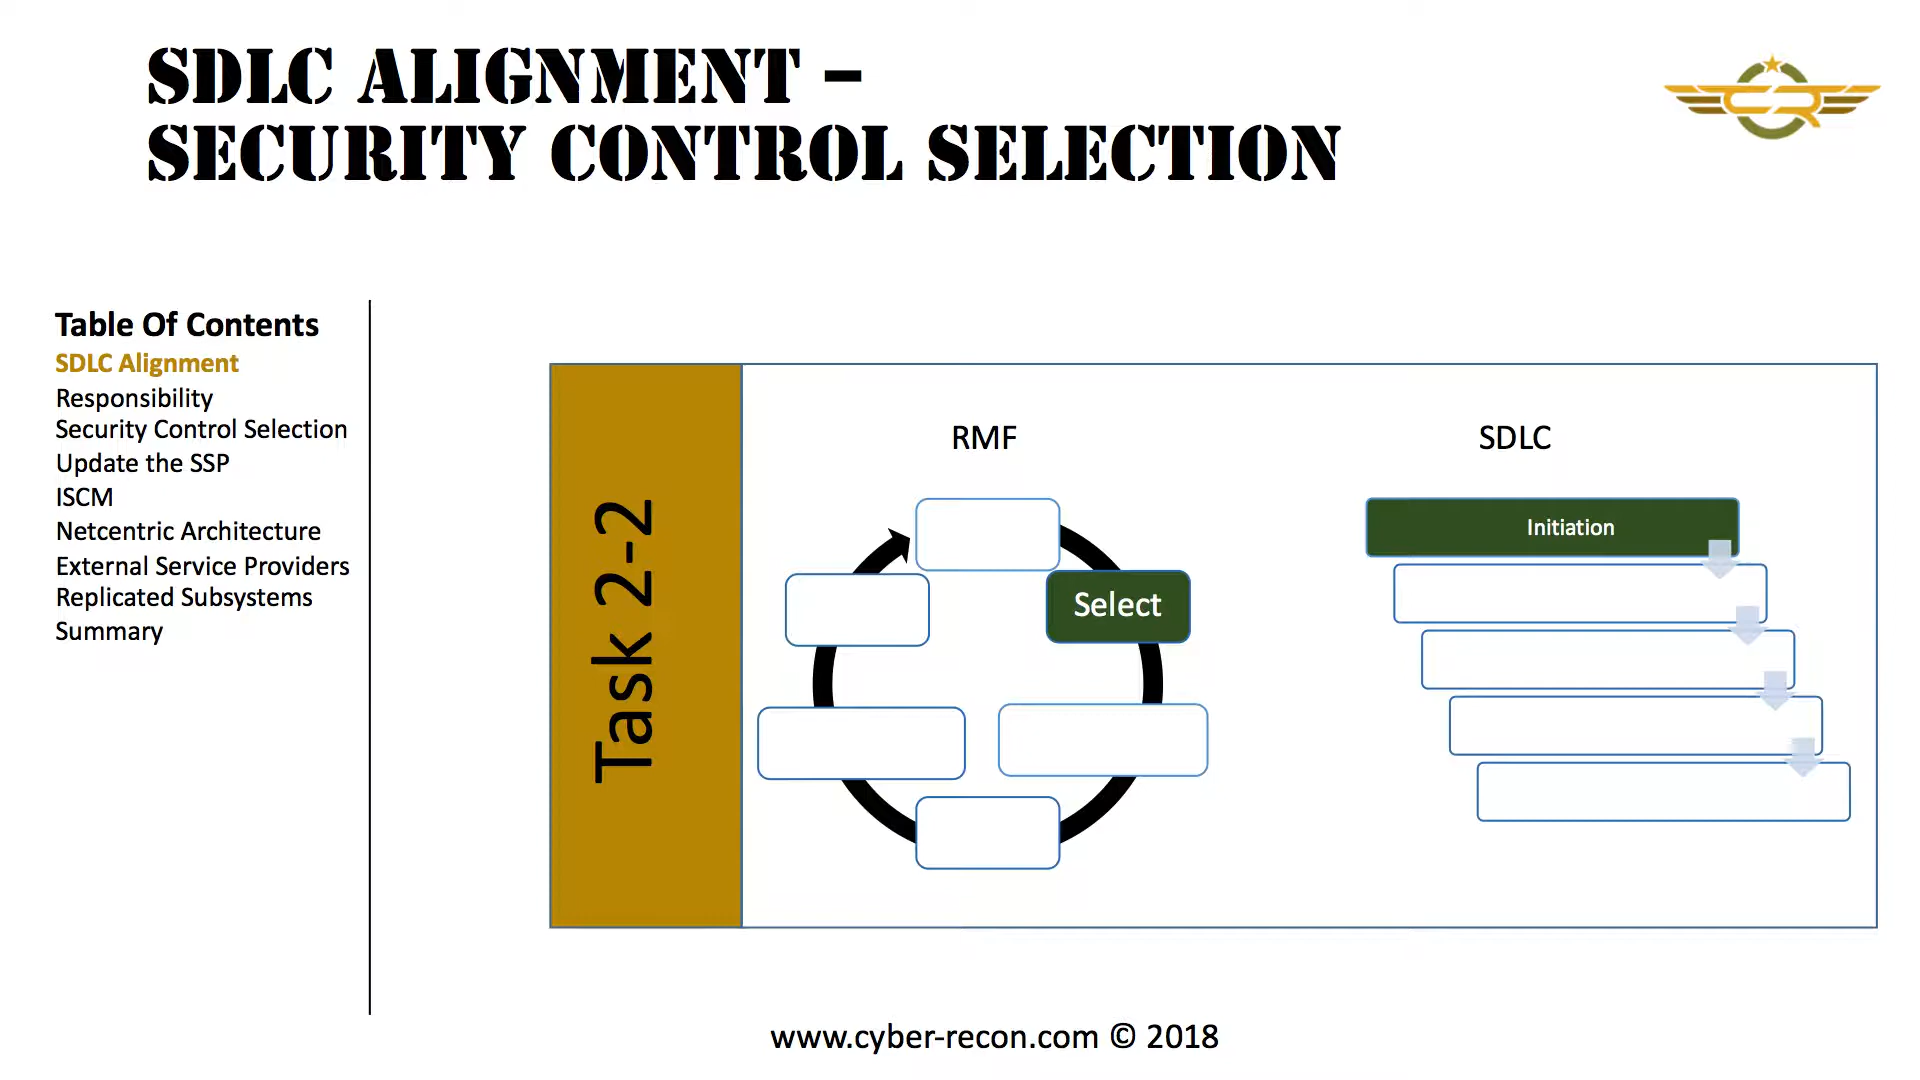 SDLC ALIGNMENT –
SECURITY CONTROL SELECTION
CR
Table Of Contents
SDLC Alignment
Responsibility
Security Control Selection
Update the SSP
ISCM
Netcentric Architecture
External Service Providers
Replicated Subsystems
Summary
Task 2-2
RMF
Select
SDLC
Initiation
www.cyber-recon.com © 2018